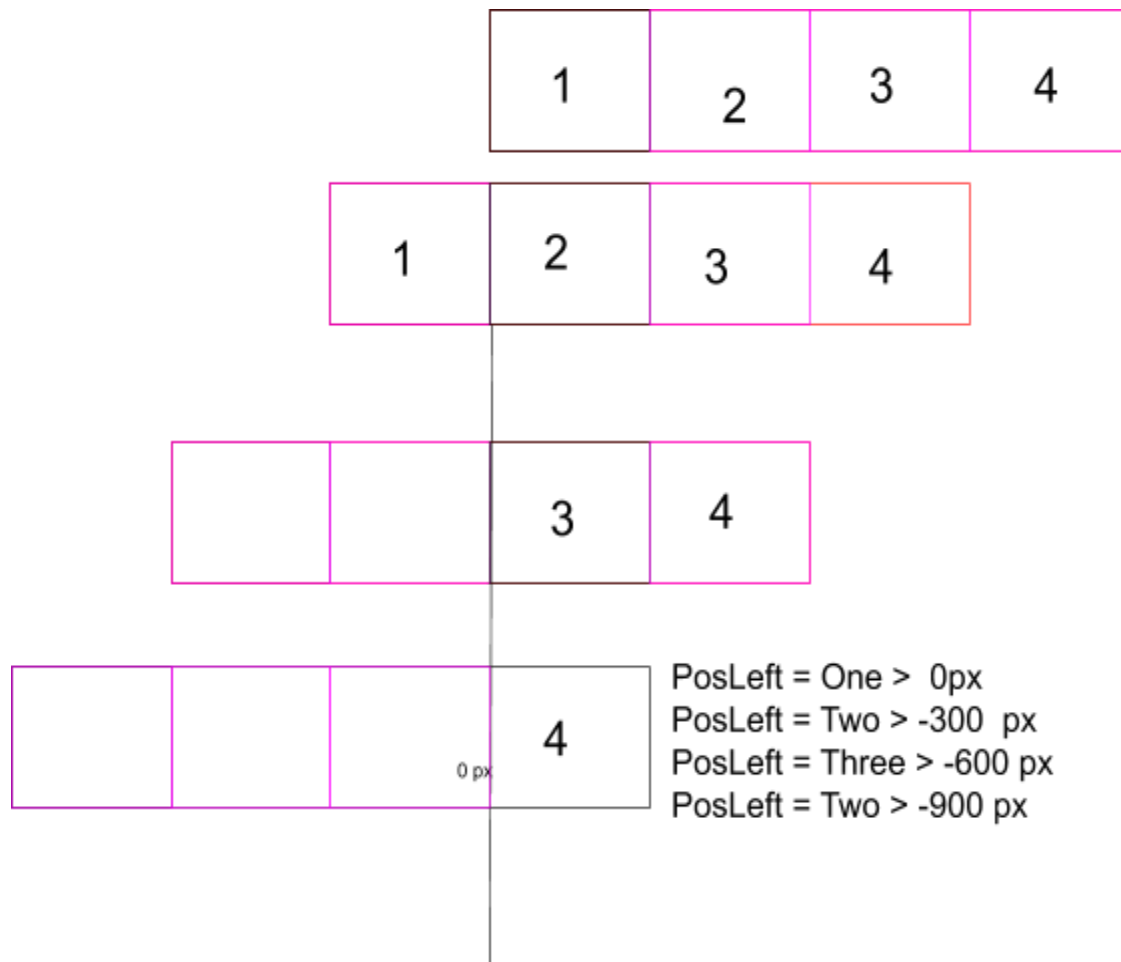 1 2 3 4
1 2 3 4
3 4
4
0 px
PosLeft = One > 0px
PosLeft = Two > -300 px
PosLeft = Three > -600 px
PosLeft = Two > -900 px